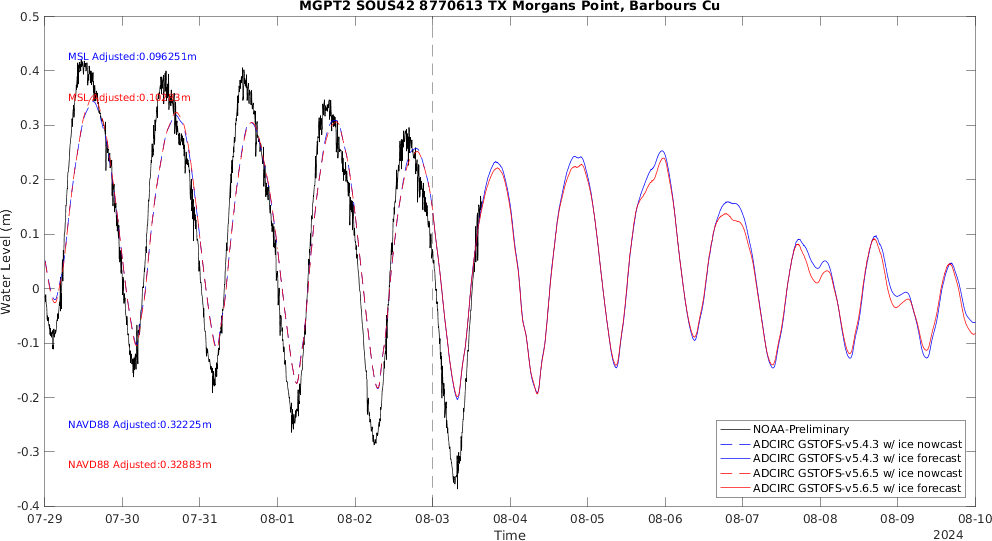 MGPT2 SOUS42 8770613 TX Morgans Point, Barbours Cu
0.5
0.4
0.3
0.2
0.1
0
-0.1
-0.2
-0.3
-0.4
Water Level (m)
MSL Adjusted:0.096251m
MSL Adjusted:
NAVD88 Adjusted:0.32225m
NAVD88 Adjusted:0.32883m
NOAA-Preliminary
ADCIRC GSTOFS-v5.4.3 w/ ice nowcast
ADCIRC GSTOFS-v5.4.3 w/ ice forecast
ADCIRC GSTOFS-v5.6.5 w/ ice nowcast
ADCIRC GSTOFS-v5.6.5 w/ ice forecast
07-29 07-30 07-31 08-01 08-02 08-03 08-04 08-05 08-06 08-07 08-08 08-09 08-10
Time
2024